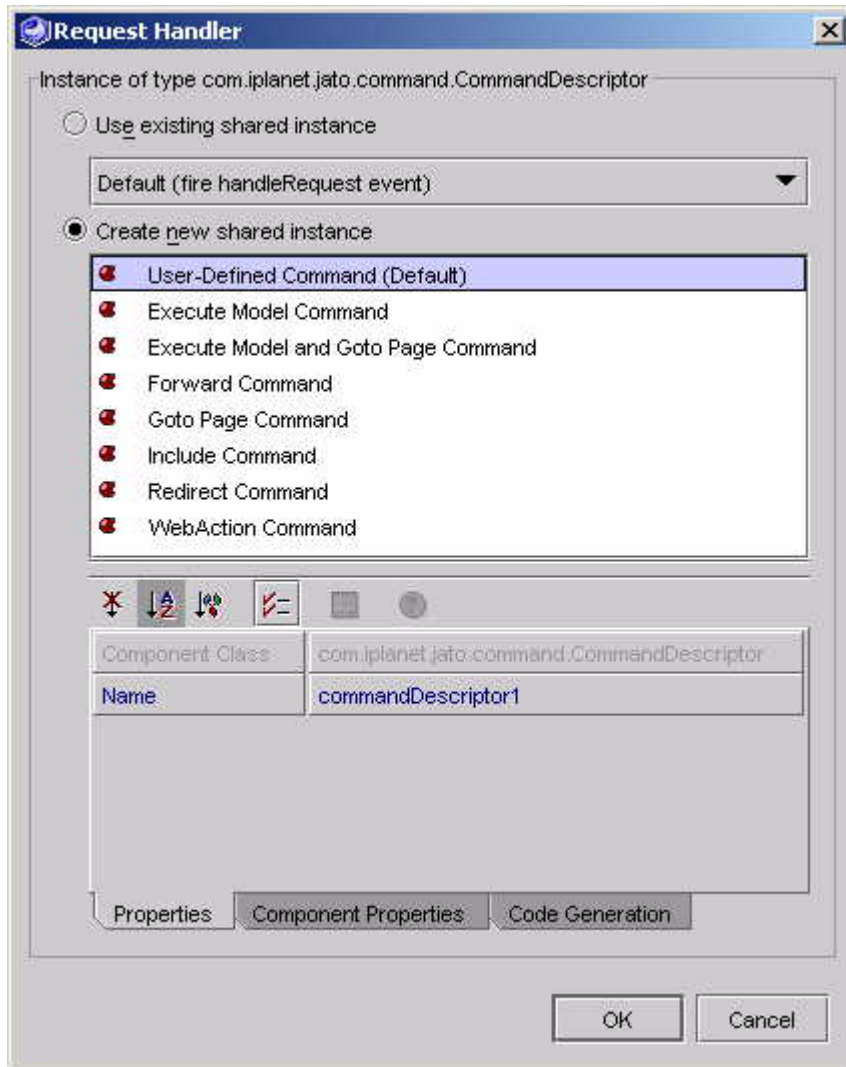 Request Handler
Instance of type com.iplanet.jato.command.CommandDescriptor
Use existing shared instance
Default (fire handleRequest event)
Create new shared instance
User-Defined Command (Default)
Execute Model Command
Execute Model and Goto Page Command
Forward Command
Goto Page Command
Include Command
Redirect Command
WebAction Command
Component Class com.iplanet.jato.command.CommandDescriptor
Name commandDescriptor1
Properties Component Properties Code Generation
OK Cancel